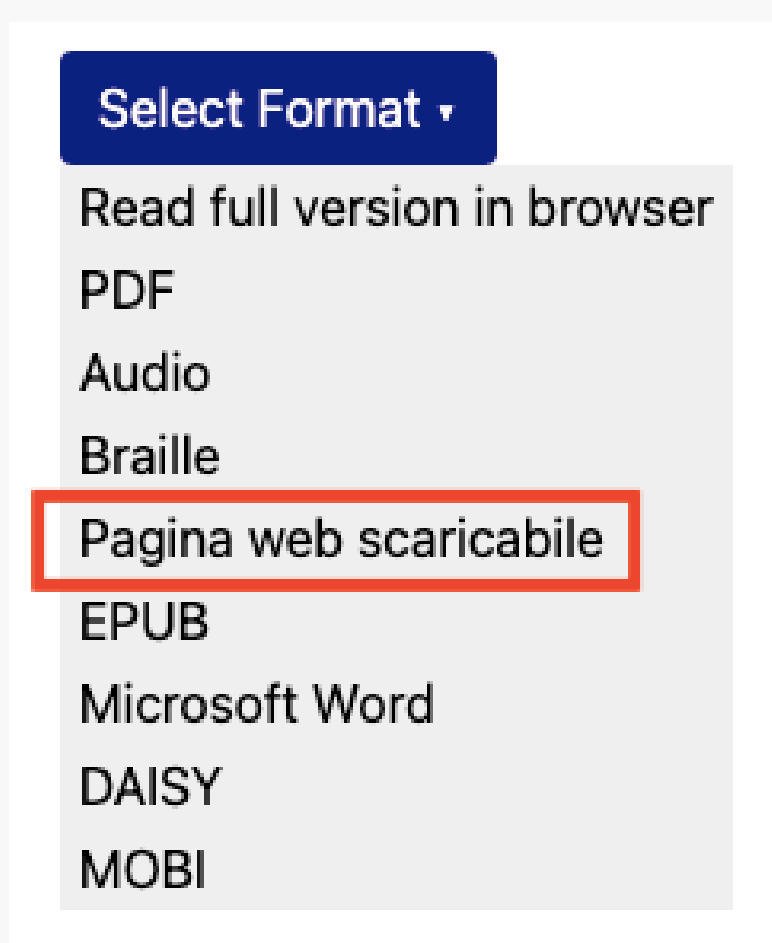 Select Format ▾
Read full version in browser
PDF
Audio
Braille
Pagina web scaricabile
EPUB
Microsoft Word
DAISY
MOBI